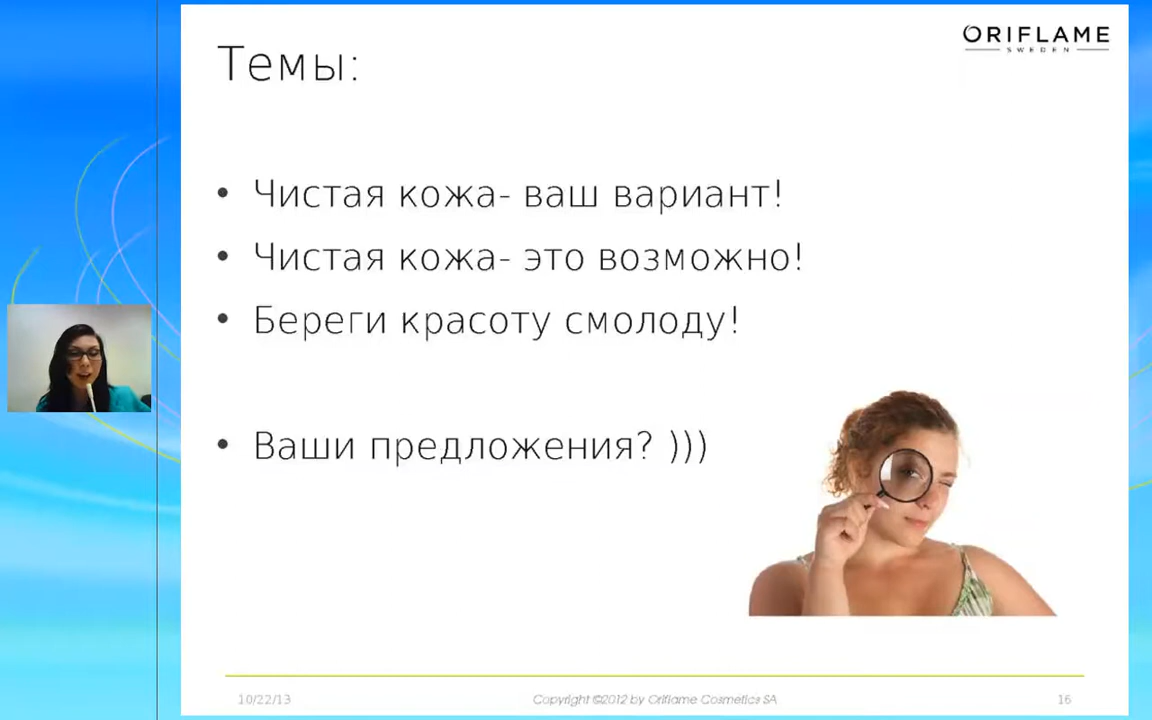 ORIFLAME
SWEDEN
Темы:
• Чистая кожа- ваш вариант!
• Чистая кожа- это возможно!
• Береги красоту смолоду!
• Ваши предложения? )))
10/22/13
Copyright ©2012 by Oriflame Cosmetics SA
16